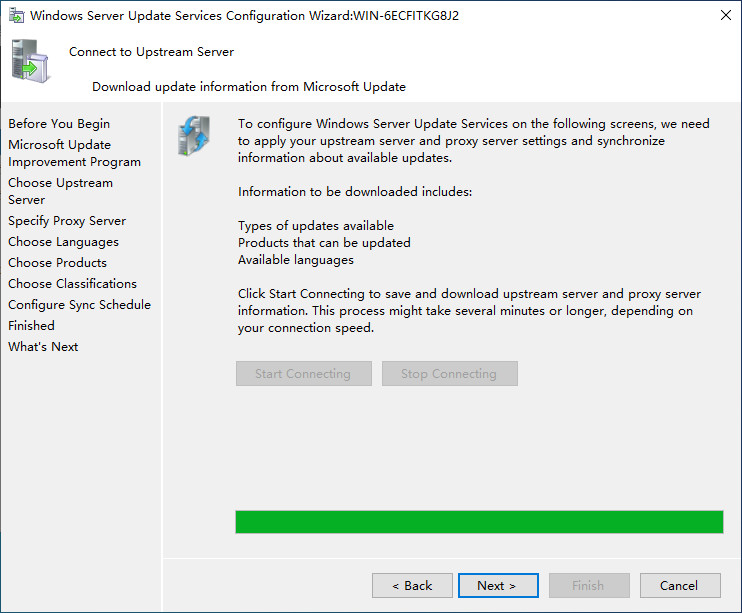 Windows Server Update Services Configuration Wizard:WIN-6ECFITKG8J2
Connect to Upstream Server
Download update information from Microsoft Update
Before You Begin
Microsoft Update
Improvement Program
Choose Upstream
Server
Specify Proxy Server
Choose Languages
Choose Products
Choose Classifications
Configure Sync Schedule
Finished
What's Next
To configure Windows Server Update Services on the following screens, we need
to apply your upstream server and proxy server settings and synchronize
information about available updates.
Information to be downloaded includes:
Types of updates available
Products that can be updated
Available languages
Click Start Connecting to save and download upstream server and proxy server
information. This process might take several minutes or longer, depending on
your connection speed.
Start Connecting Stop Connecting
< Back Next > Finish Cancel